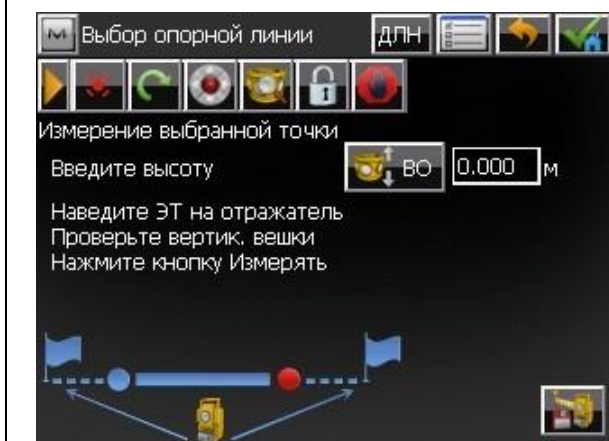 Выбор опорной линии ДЛН
Измерение выбранной точки
Введите высоту ВО 0.000 м
Наведите ЭТ на отражатель
Проверьте вертик. вешки
Нажмите кнопку Измерять